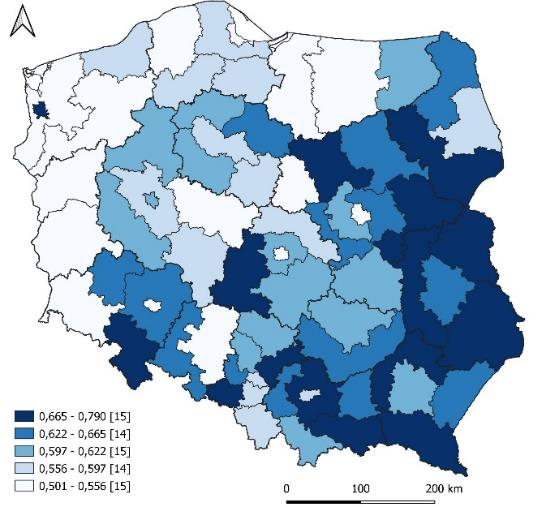 0,665 - 0,790 [15]
0,622 - 0,665 [14]
0,597 - 0,622 [15]
0,556 - 0,597 [14]
0,501 - 0,556 [15]
0 100 200 km